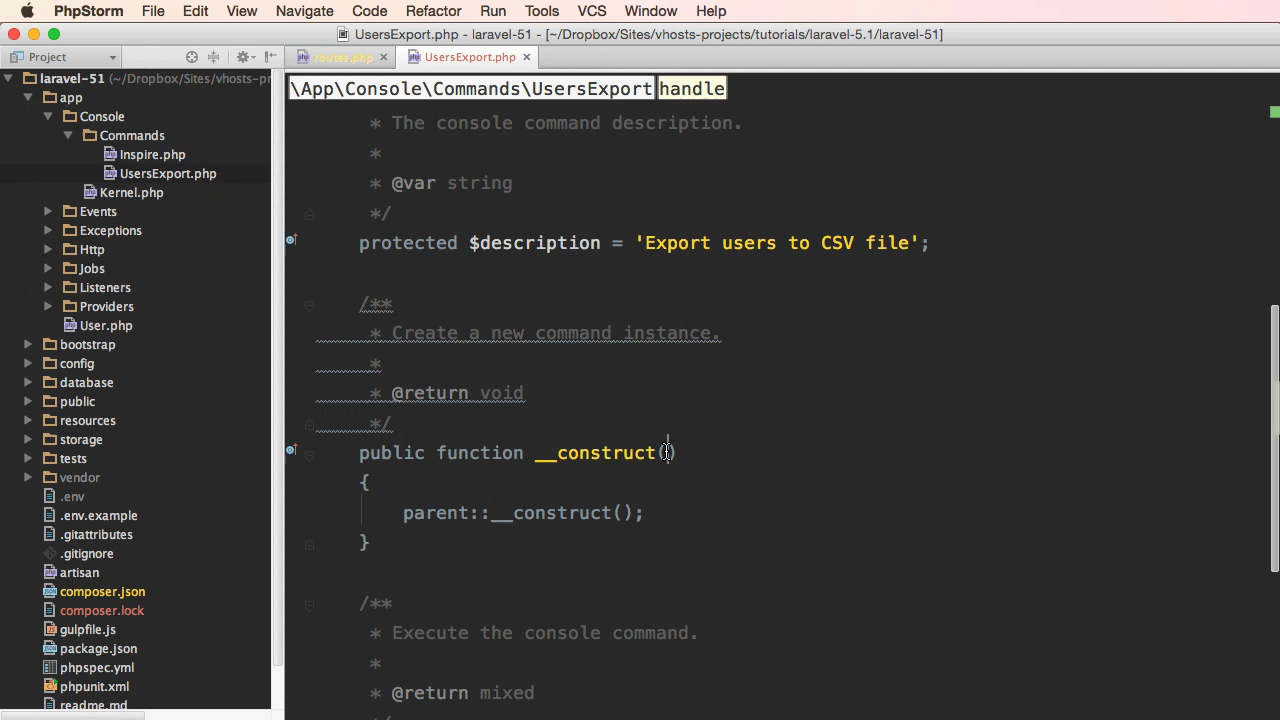 PhpStorm File Edit View Navigate Code Refactor Run Tools VCS Window Help
UsersExport.php - laravel-51 - [~/Dropbox/Sites/vhosts-projects/tutorials/laravel-5.1/laravel-51]
Project
routes.php
UsersExport.php
laravel-51 (~/Dropbox/Sites/vhosts-pr
app
Console
Commands
Inspire.php
UsersExport.php
Kernel.php
Events
Exceptions
Http
Jobs
Listeners
Providers
User.php
bootstrap
config
database
public
resources
storage
tests
vendor
.env
.env.example
.gitattributes
.gitignore
artisan
composer.json
composer.lock
gulpfile.js
package.json
phpspec.yml
phpunit.xml
readme.md
\App\Console\Commands\UsersExport handle
* The console command description.
*
* @var string
*/
protected $description = 'Export users to CSV file';
/**
* Create a new command instance.
*
* @return void
*/
public function __construct()
{
parent::__construct();
}
/**
* Execute the console command.
*
* @return mixed
*/